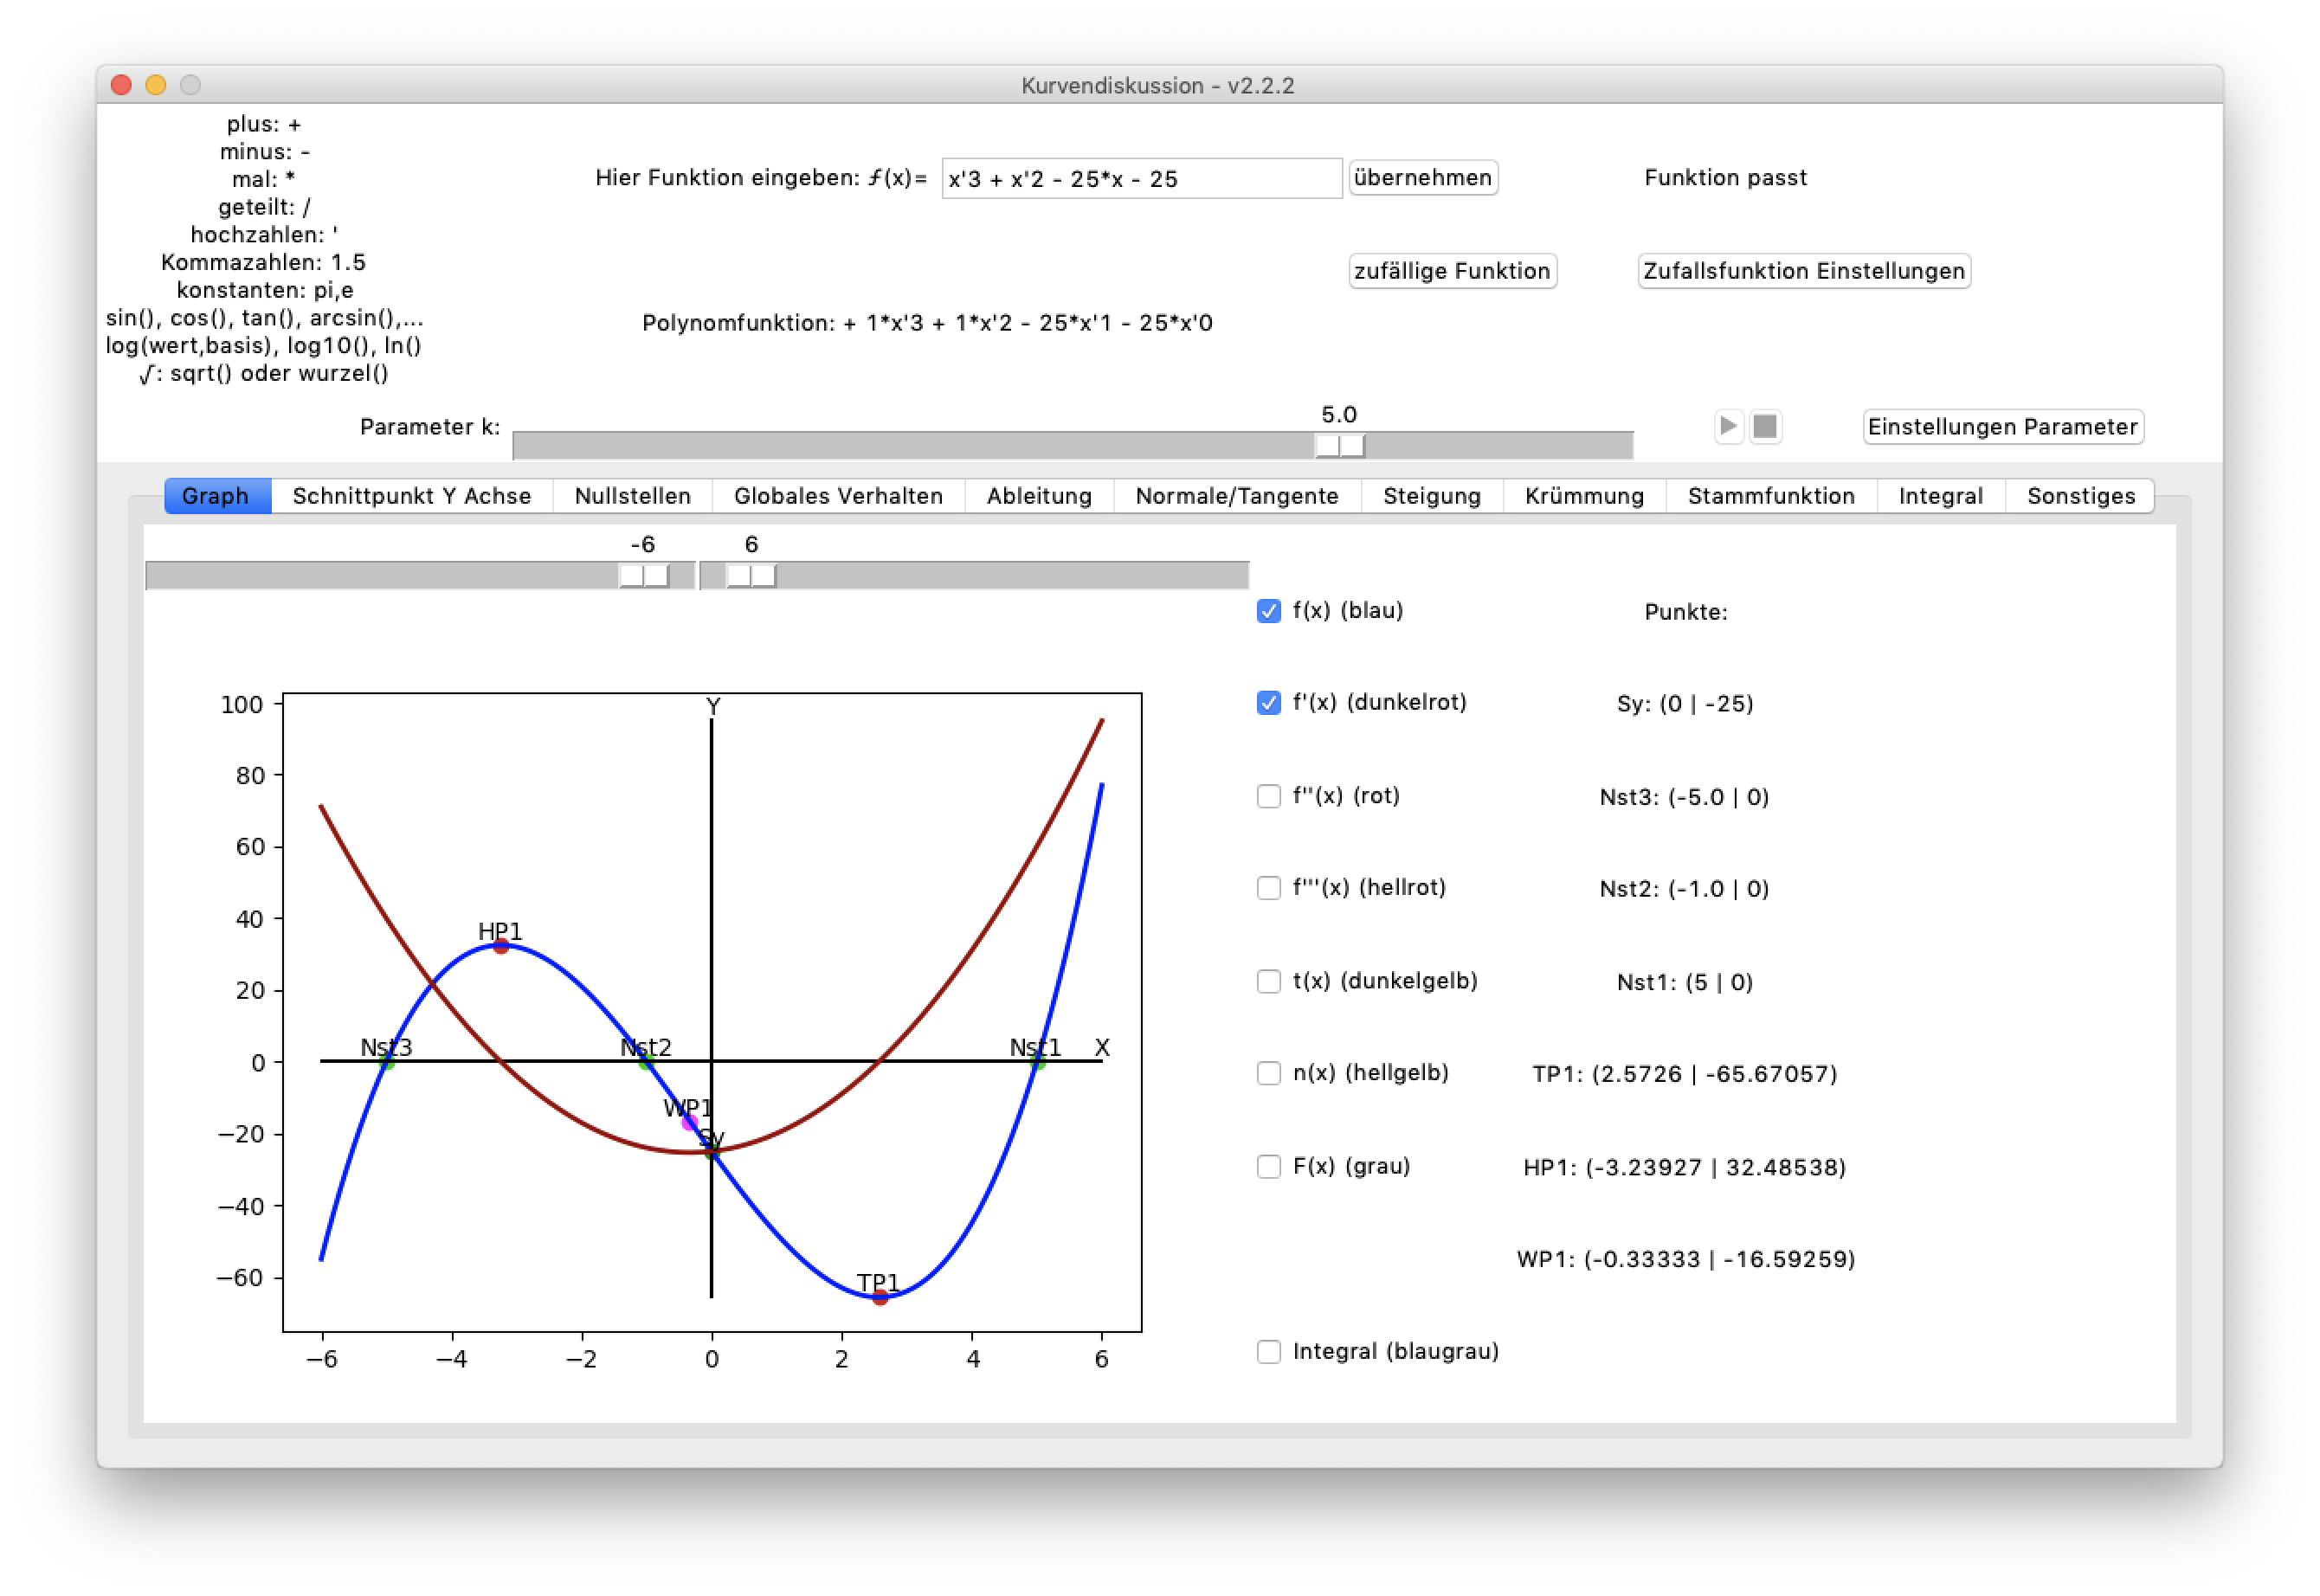 Kurvendiskussion - v2.2.2
plus: +
minus: -
mal: *
geteilt: /
hochzahlen: '
Kommazahlen: 1.5
konstanten: pi,e
sin(), cos(), tan(), arcsin(),...
log(wert,basis), log10(), ln()
√: sqrt() oder wurzel()
Hier Funktion eingeben: ƒ(x)= x'3 + x'2 - 25*x - 25 übernehmen Funktion passt
zufällige Funktion Zufallsfunktion Einstellungen
Polynomfunktion: + 1*x'3 + 1*x'2 - 25*x'1 - 25*x'0
5.0
Parameter k: Einstellungen Parameter
Graph Schnittpunkt Y Achse Nullstellen Globales Verhalten Ableitung Normale/Tangente Steigung Krümmung Stammfunktion Integral Sonstiges
-6 6
100
80
60
40
20
0
−20
−40
−60
−6 −4 −2 0 2 4 6
Y
HP1
Nst3 Nst2 Nst1 X
WP1
Sy
TP1
f(x) (blau) Punkte:
f'(x) (dunkelrot) Sy: (0 | -25)
f''(x) (rot) Nst3: (-5.0 | 0)
f'''(x) (hellrot) Nst2: (-1.0 | 0)
t(x) (dunkelgelb) Nst1: (5 | 0)
n(x) (hellgelb) TP1: (2.5726 | -65.67057)
F(x) (grau) HP1: (-3.23927 | 32.48538)
WP1: (-0.33333 | -16.59259)
Integral (blaugrau)